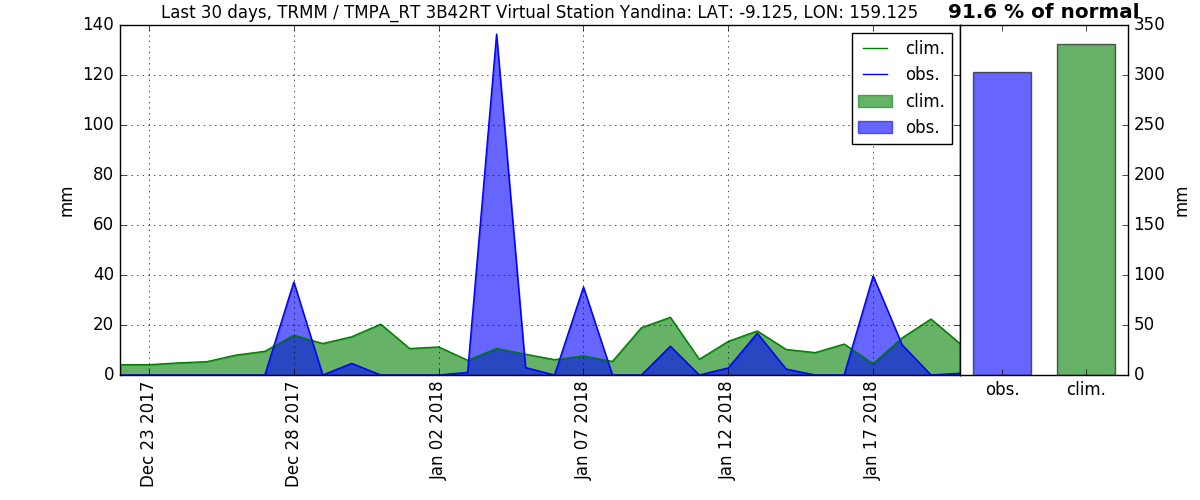 Last 30 days, TRMM / TMPA_RT 3B42RT Virtual Station Yandina: LAT: -9.125, LON: 159.125
91.6 % of normal
140
120
100
80
60
40
20
0
mm
clim.
obs.
clim.
obs.
350
300
250
200
150
100
50
0
mm
Dec 23 2017
Dec 28 2017
Jan 02 2018
Jan 07 2018
Jan 12 2018
Jan 17 2018
obs.
clim.